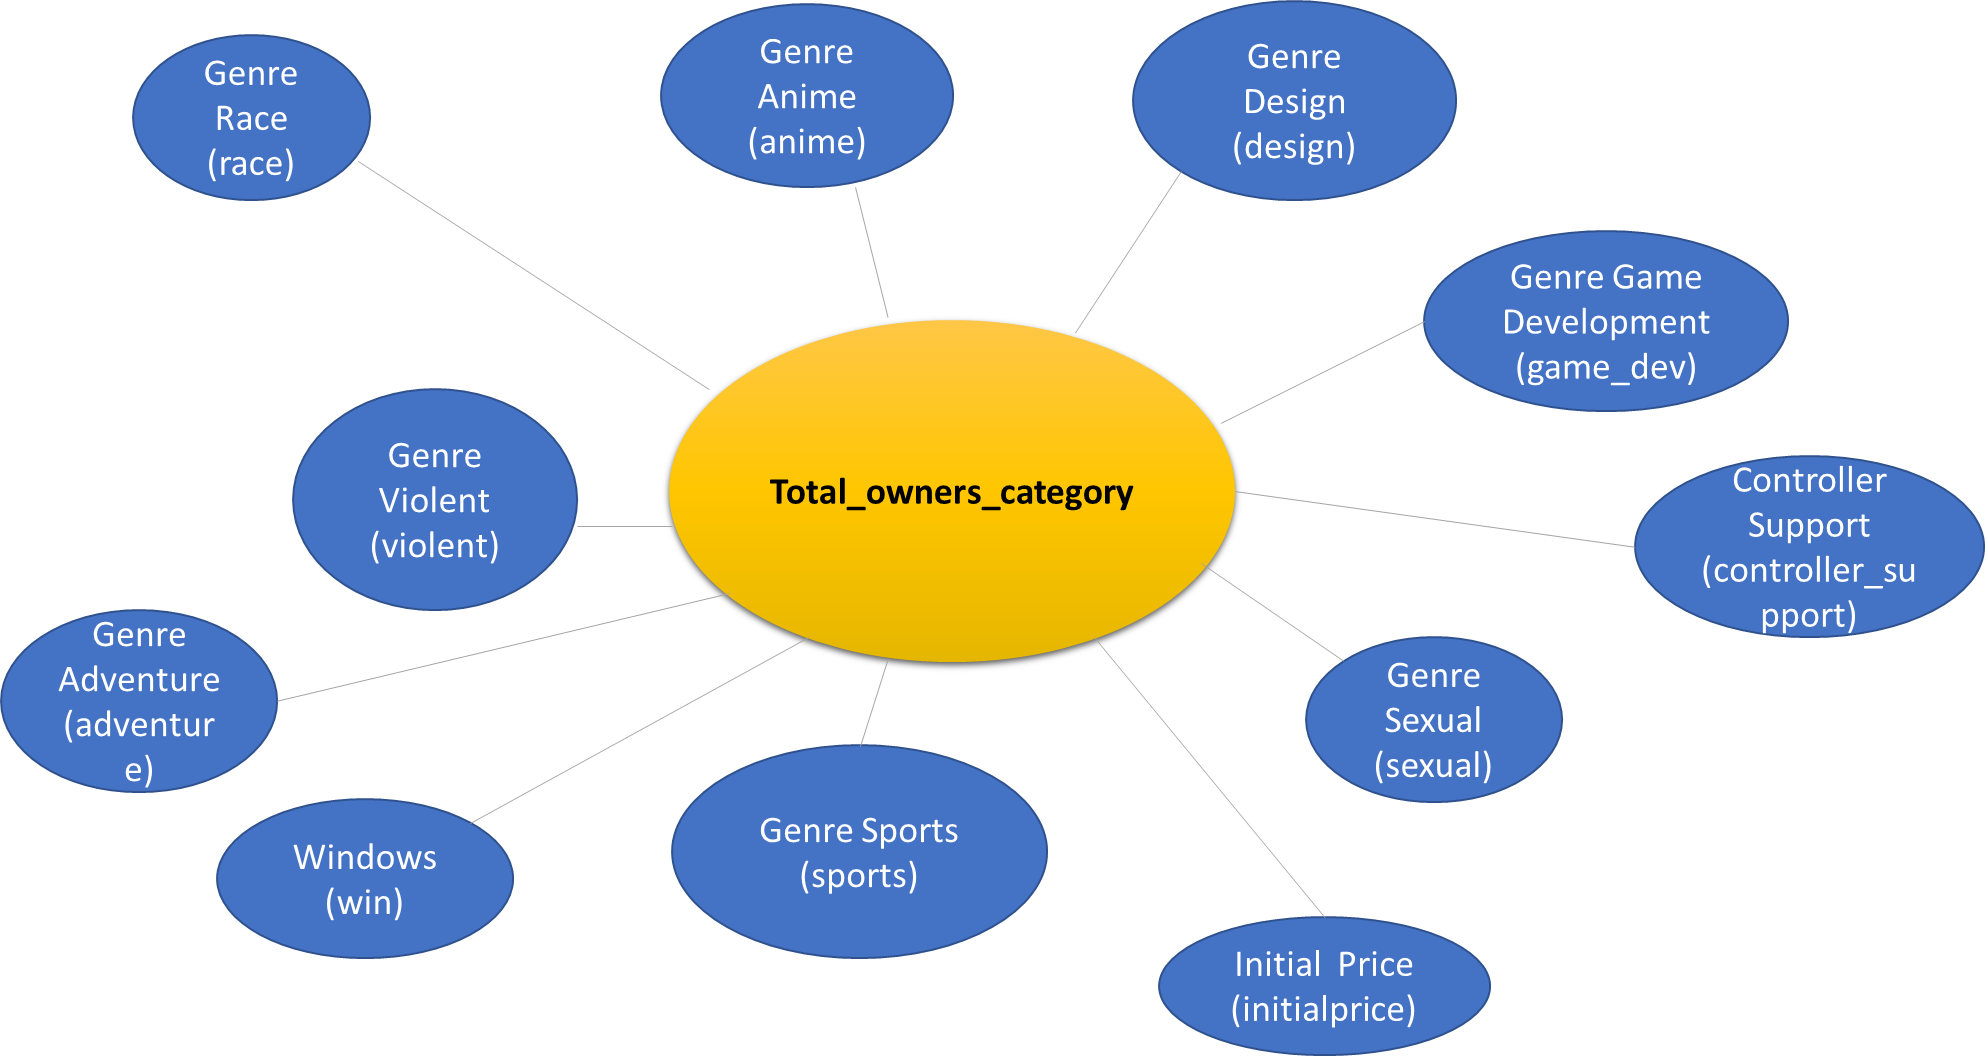 Genre
Race
(race)
Genre
Anime
(anime)
Genre
Design
(design)
Genre Game
Development
(game_dev)
Genre
Violent
(violent)
Total_owners_category
Controller
Support
(controller_su
pport)
Genre
Adventure
(adventur
e)
Genre
Sexual
(sexual)
Windows
(win)
Genre Sports
(sports)
Initial  Price
(initialprice)